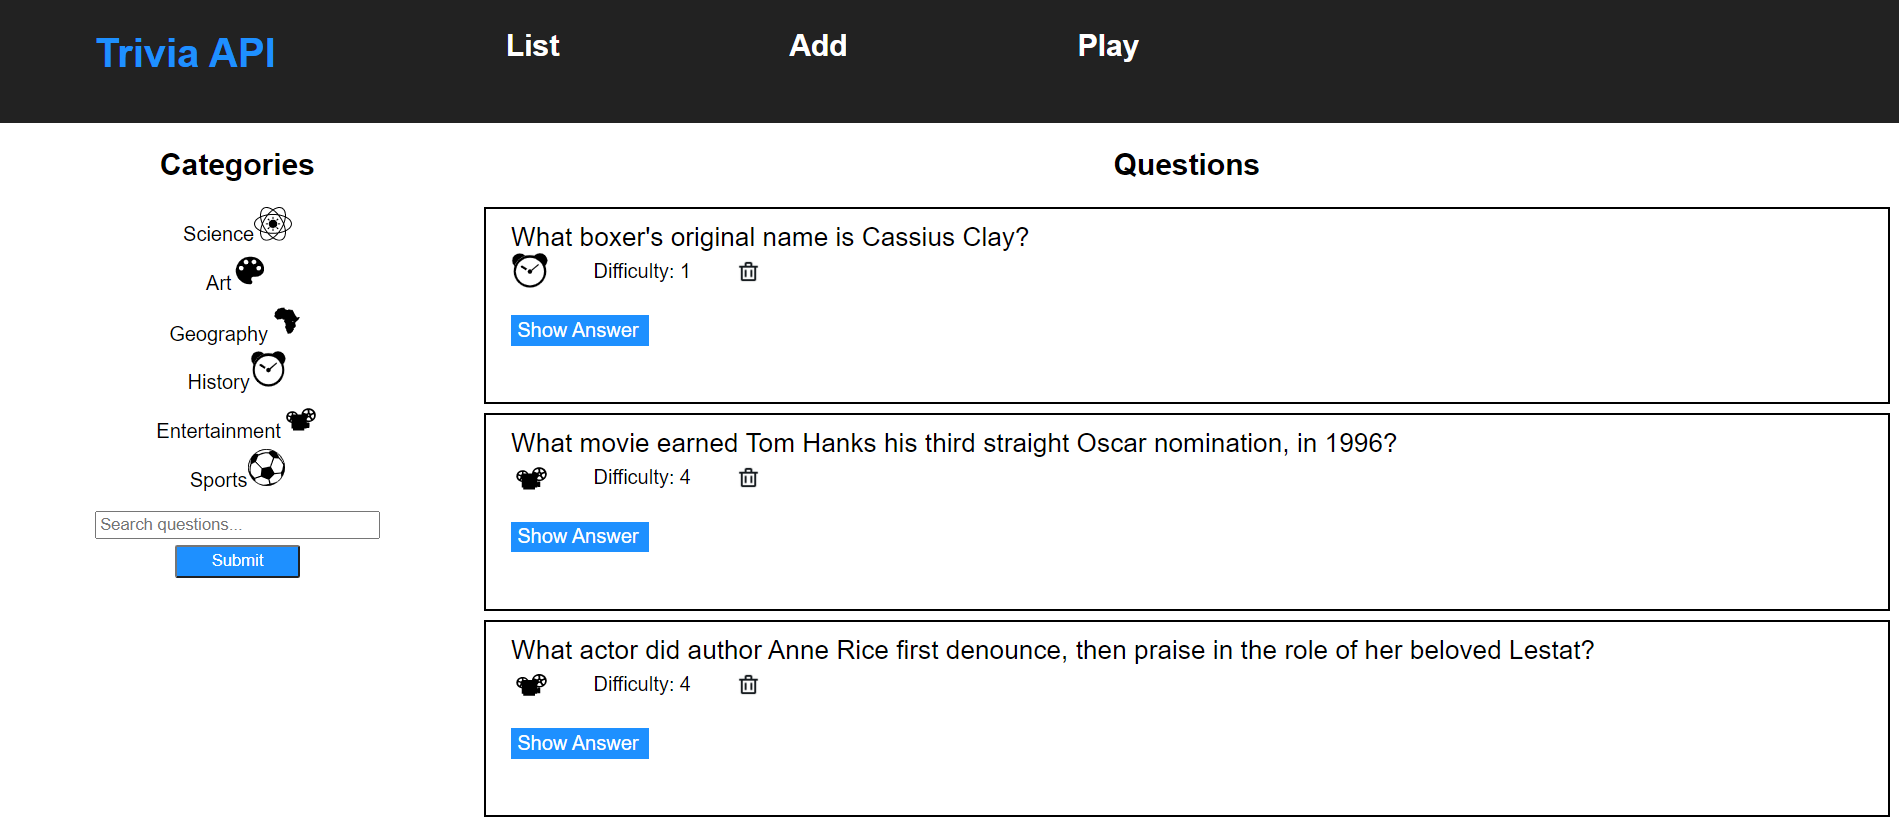 Trivia API
List
Add
Play
Categories
Science
Art
Geography
History
Entertainment
Sports
Search questions...
Submit
Questions
What boxer's original name is Cassius Clay?
Difficulty: 1
Show Answer
What movie earned Tom Hanks his third straight Oscar nomination, in 1996?
Difficulty: 4
Show Answer
What actor did author Anne Rice first denounce, then praise in the role of her beloved Lestat?
Difficulty: 4
Show Answer